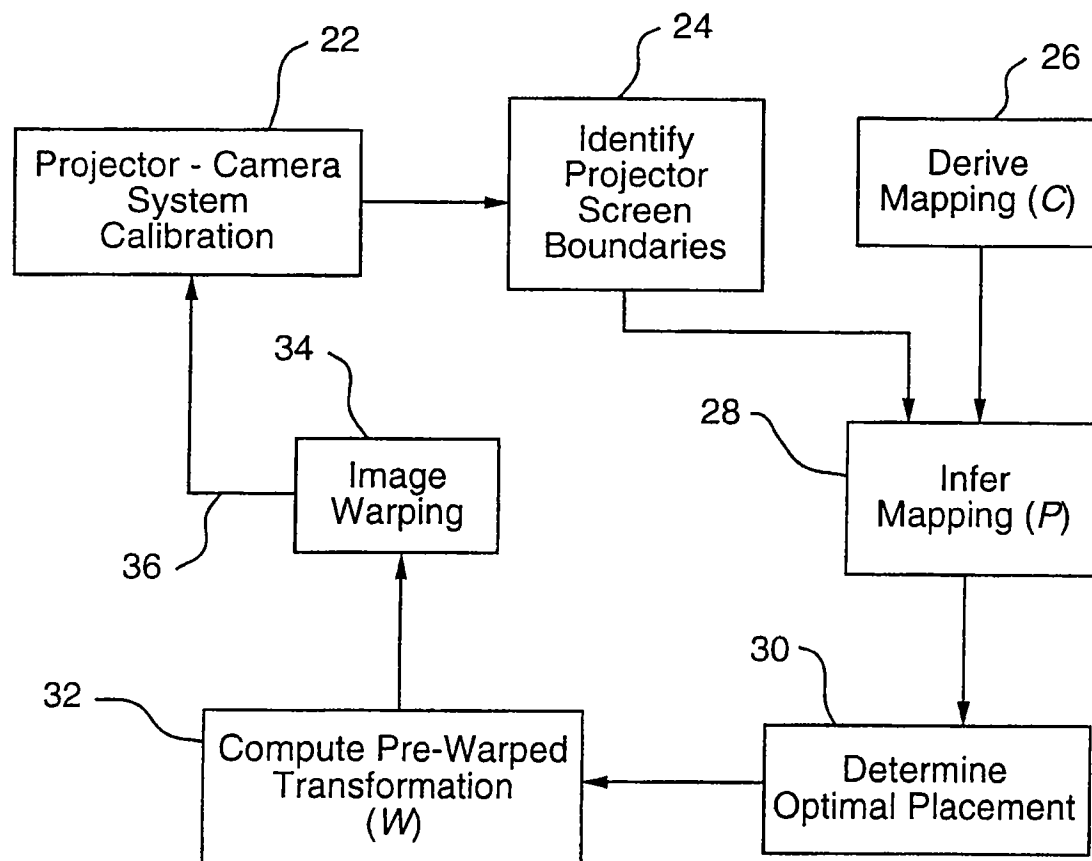 22
24
26
Projector - Camera
System
Calibration
Identify
Projector
Screen
Boundaries
Derive
Mapping (C)
34
28
Image
Warping
Infer
Mapping (P)
36
30
32
Compute Pre-Warped
Transformation
(W)
Determine
Optimal Placement